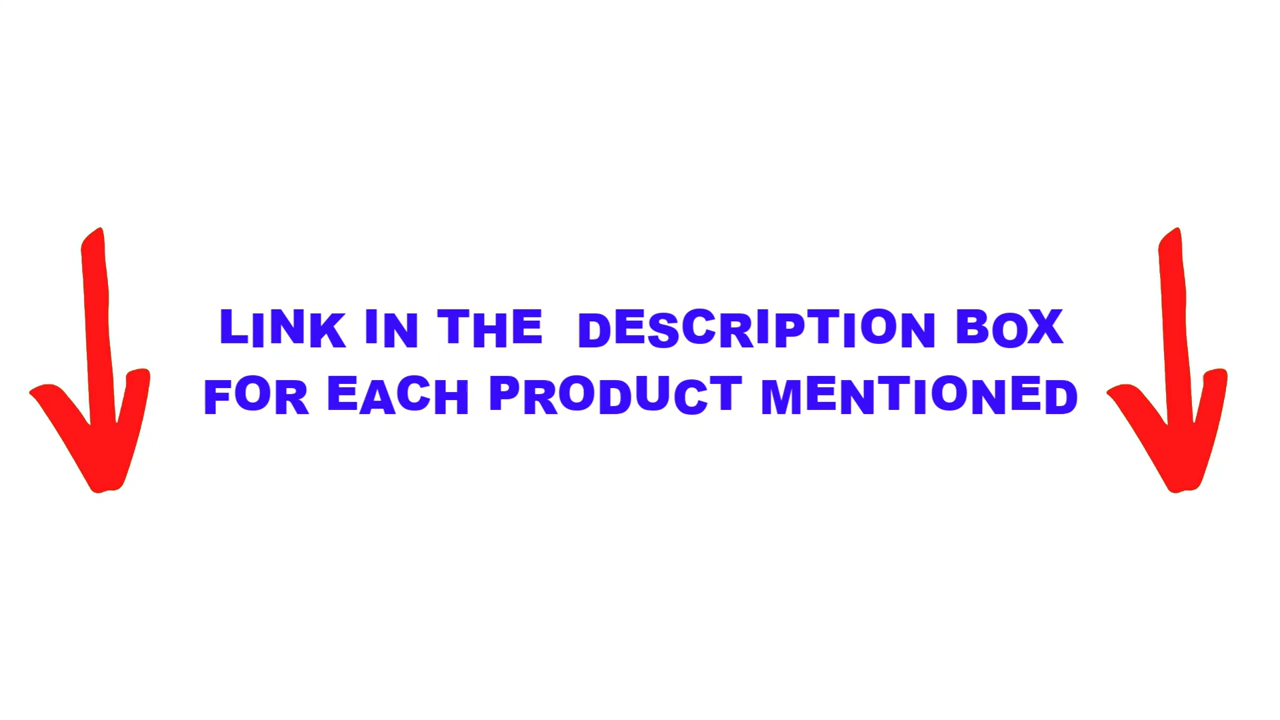 LINK IN THE DESCRIPTION BOX
FOR EACH PRODUCT MENTIONED